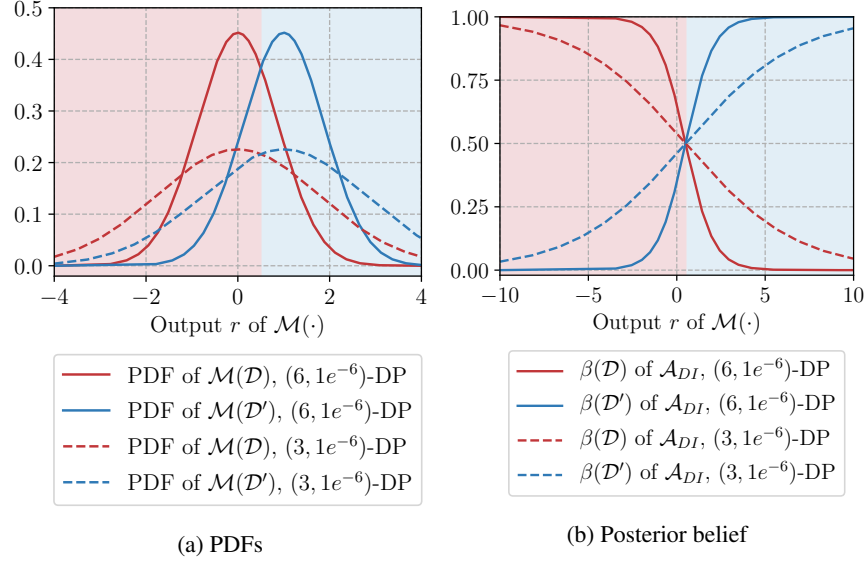 0.5
0.4
0.3
0.2
0.1
0.0
−4 −2 0 2 4
Output r of ℳ(·)
PDF of ℳ(𝒟), (6, 1e⁻⁶)-DP
PDF of ℳ(𝒟′), (6, 1e⁻⁶)-DP
PDF of ℳ(𝒟), (3, 1e⁻⁶)-DP
PDF of ℳ(𝒟′), (3, 1e⁻⁶)-DP
(a) PDFs
1.00
0.75
0.50
0.25
0.00
−10 −5 0 5 10
Output r of ℳ(·)
β(𝒟) of 𝒜_DI, (6, 1e⁻⁶)-DP
β(𝒟′) of 𝒜_DI, (6, 1e⁻⁶)-DP
β(𝒟) of 𝒜_DI, (3, 1e⁻⁶)-DP
β(𝒟′) of 𝒜_DI, (3, 1e⁻⁶)-DP
(b) Posterior belief